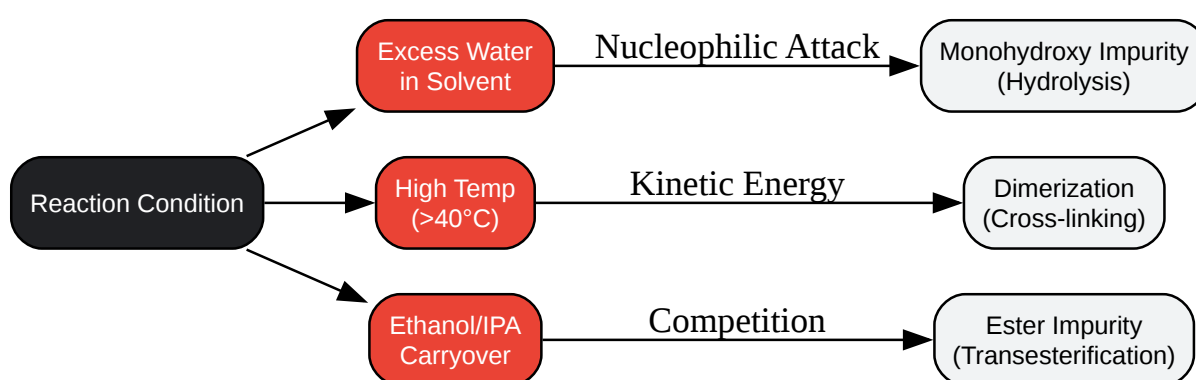 Excess Water
in Solvent
Nucleophilic Attack
Monohydroxy Impurity
(Hydrolysis)
Reaction Condition
High Temp
(>40°C)
Kinetic Energy
Dimerization
(Cross-linking)
Ethanol/IPA
Carryover
Competition
Ester Impurity
(Transesterification)